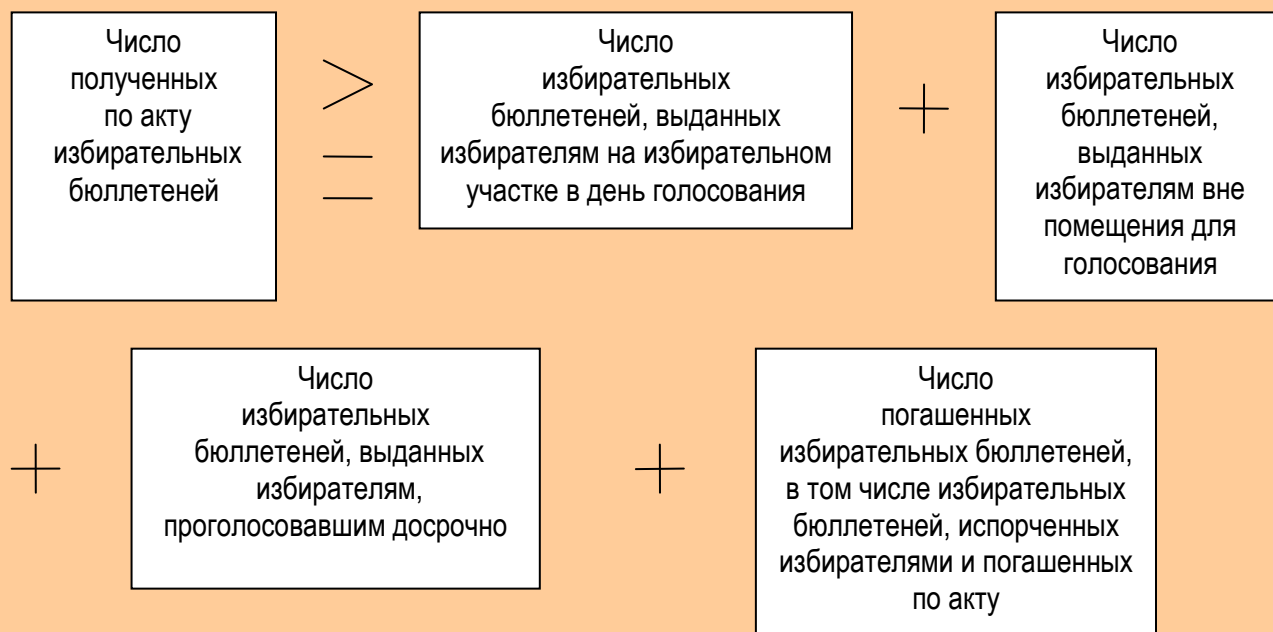 Число
полученных
по акту
избирательных
бюллетеней
>
=
Число
избирательных
бюллетеней, выданных
избирателям на избирательном
участке в день голосования
+
Число
избирательных
бюллетеней,
выданных
избирателям вне
помещения для
голосования
+
Число
избирательных
бюллетеней, выданных
избирателям,
проголосовавшим досрочно
+
Число
погашенных
избирательных бюллетеней,
в том числе избирательных
бюллетеней, испорченных
избирателями и погашенных
по акту